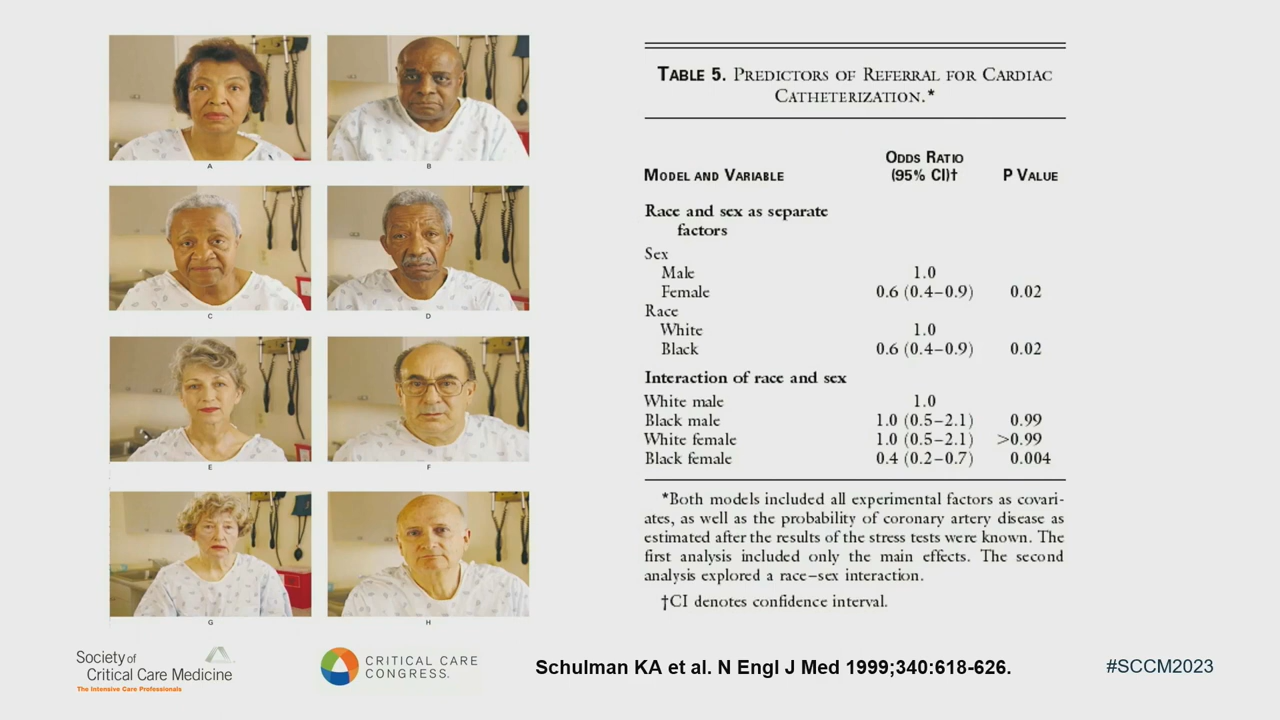 A
B
C
D
E
F
G
H
TABLE 5. PREDICTORS OF REFERRAL FOR CARDIAC
CATHETERIZATION.*
MODEL AND VARIABLE
ODDS RATIO
(95% CI)†
P VALUE
Race and sex as separate
factors
Sex
Male 1.0
Female 0.6 (0.4–0.9) 0.02
Race
White 1.0
Black 0.6 (0.4–0.9) 0.02
Interaction of race and sex
White male 1.0
Black male 1.0 (0.5–2.1) 0.99
White female 1.0 (0.5–2.1) >0.99
Black female 0.4 (0.2–0.7) 0.004
*Both models included all experimental factors as covari-
ates, as well as the probability of coronary artery disease as
estimated after the results of the stress tests were known. The
first analysis included only the main effects. The second
analysis explored a race–sex interaction.
†CI denotes confidence interval.
Society of
Critical Care Medicine
The Intensive Care Professionals
CRITICAL CARE
CONGRESS.
Schulman KA et al. N Engl J Med 1999;340:618-626.
#SCCM2023